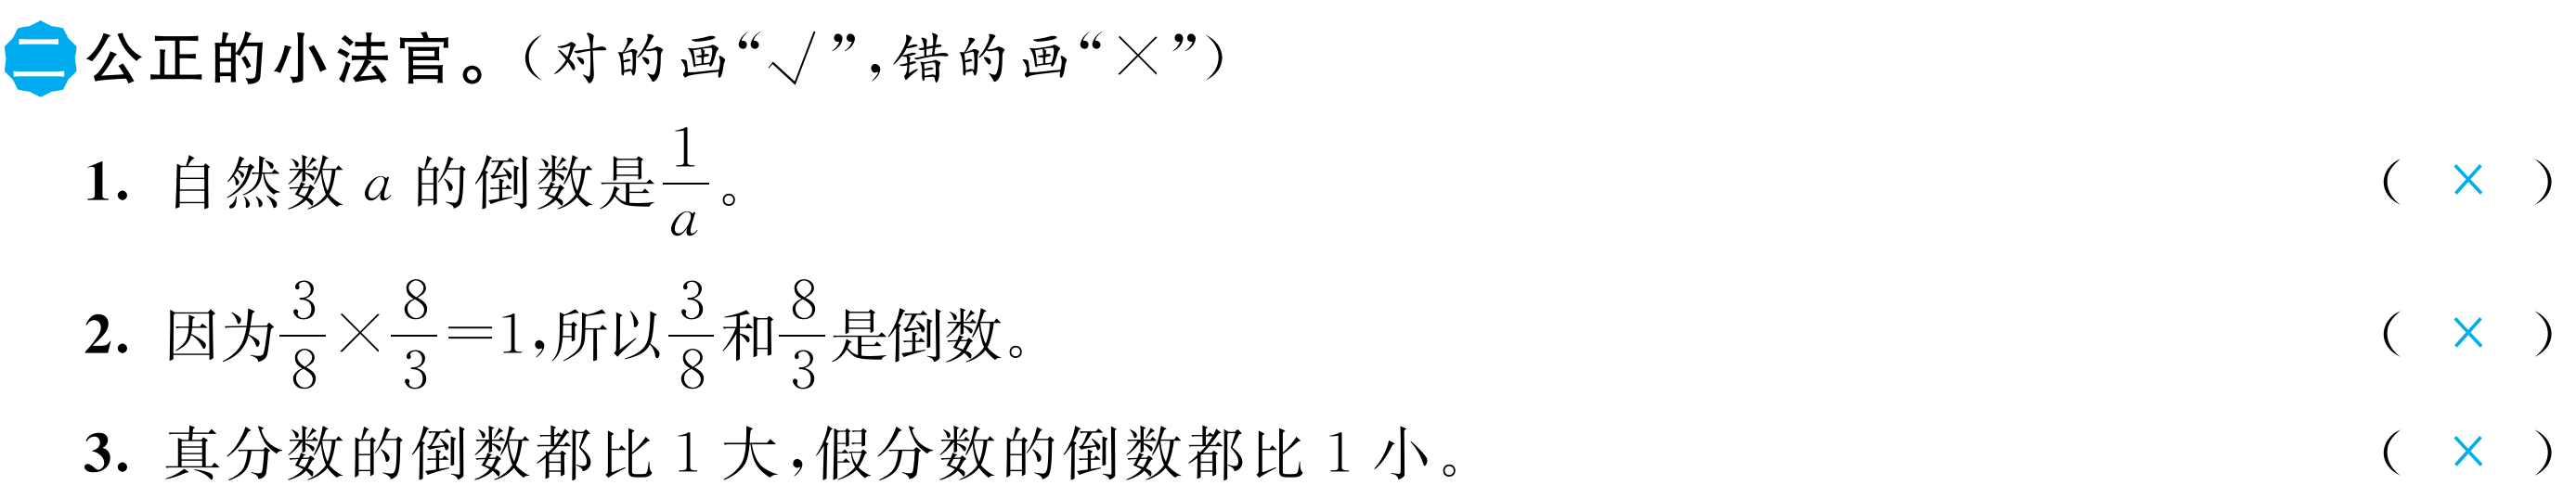 二 公正的小法官。(对的画“√”,错的画“×”)
1. 自然数 a 的倒数是1/a。 ( × )
2. 因为3/8×8/3=1,所以3/8和8/3是倒数。 ( × )
3. 真分数的倒数都比 1 大,假分数的倒数都比 1 小。 ( × )